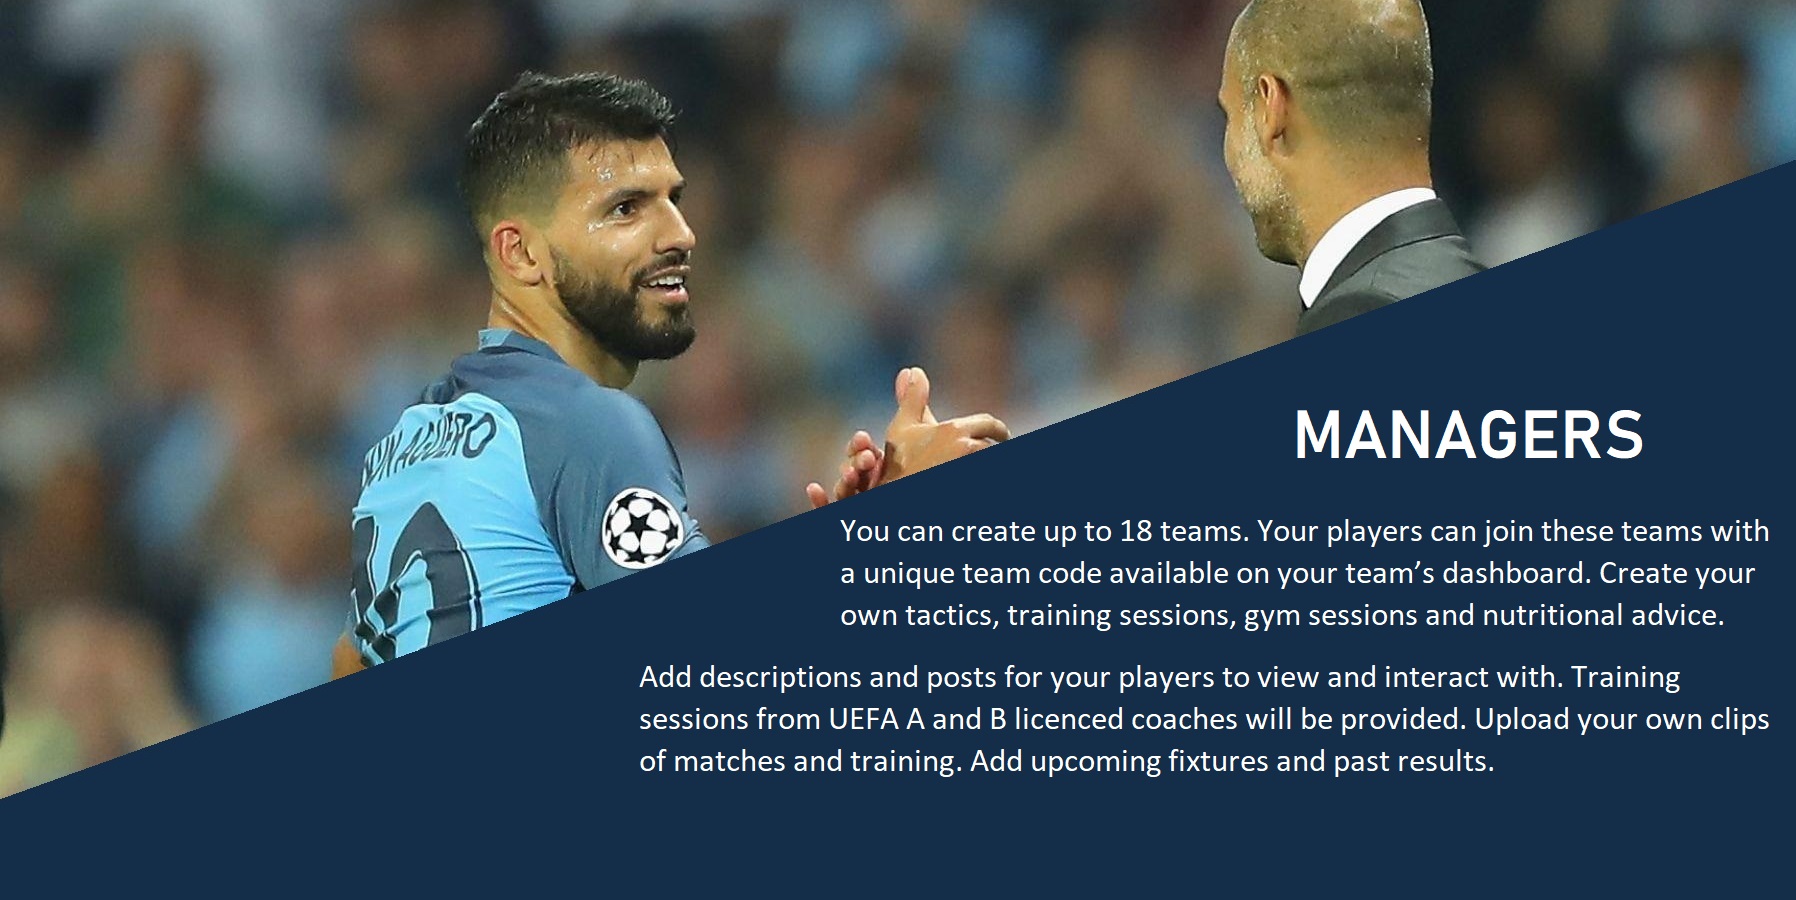 KUN AGÜERO
10
MANAGERS
You can create up to 18 teams. Your players can join these teams with
a unique team code available on your team’s dashboard. Create your
own tactics, training sessions, gym sessions and nutritional advice.
Add descriptions and posts for your players to view and interact with. Training
sessions from UEFA A and B licenced coaches will be provided. Upload your own clips
of matches and training. Add upcoming fixtures and past results.